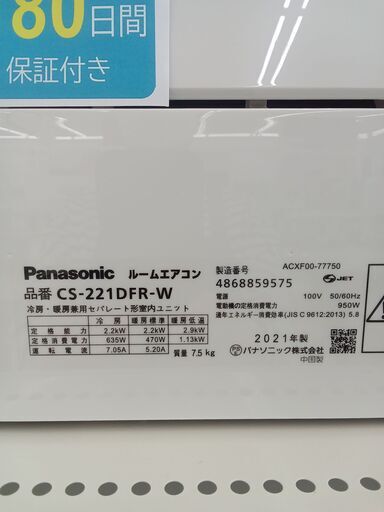 80日間
保証付き
Panasonic ルームエアコン
品番 CS-221DFR-W
冷房・暖房兼用セパレート形室内ユニット
冷 房 暖房標準 暖房低温
定 格 能 力 2.2kW 2.2kW 2.9kW
定格消費電力 635W 470W 1.13kW
運 転 電 流 7.05A 5.20A
質量 7.5 kg
ACXF00-77750
製造番号
4868859575
JET
電源 100V 50/60Hz
電動機の定格消費電力 950W
通年エネルギー消費効率(JIS C 9612:2013) 5.8
2021年製
パナソニック株式会社
中国製